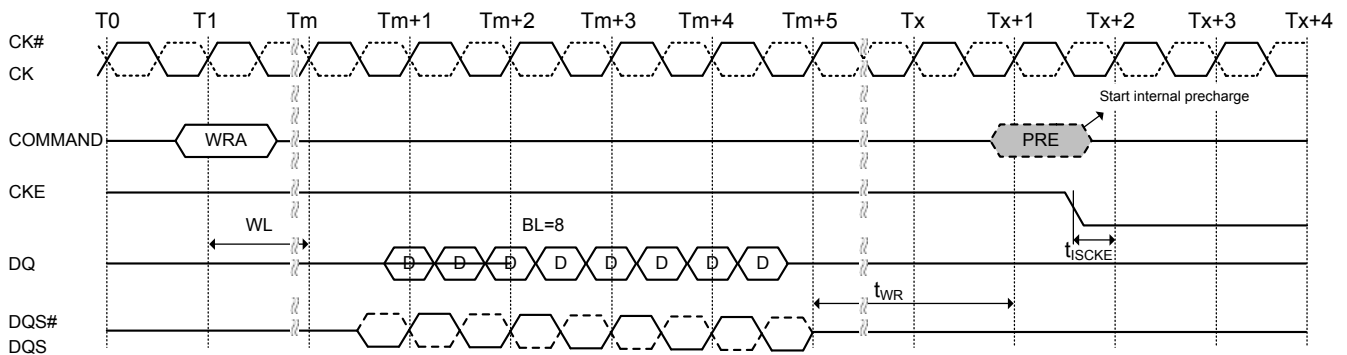 T0 T1 Tm Tm+1 Tm+2 Tm+3 Tm+4 Tm+5 Tx Tx+1 Tx+2 Tx+3 Tx+4
CK#
CK
Start internal precharge
COMMAND WRA PRE
CKE
WL BL=8
tISCKE
DQ D D D D D D D D
tWR
DQS#
DQS